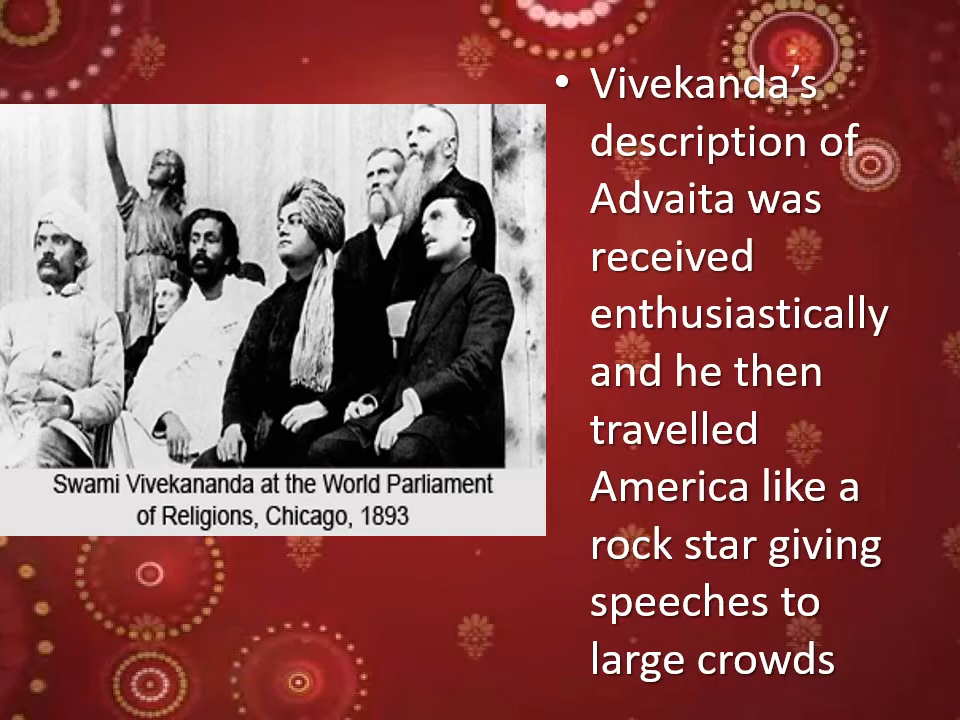 • Vivekanda’s
description of
Advaita was
received
enthusiastically
and he then
travelled
America like a
rock star giving
speeches to
large crowds
Swami Vivekananda at the World Parliament
of Religions, Chicago, 1893